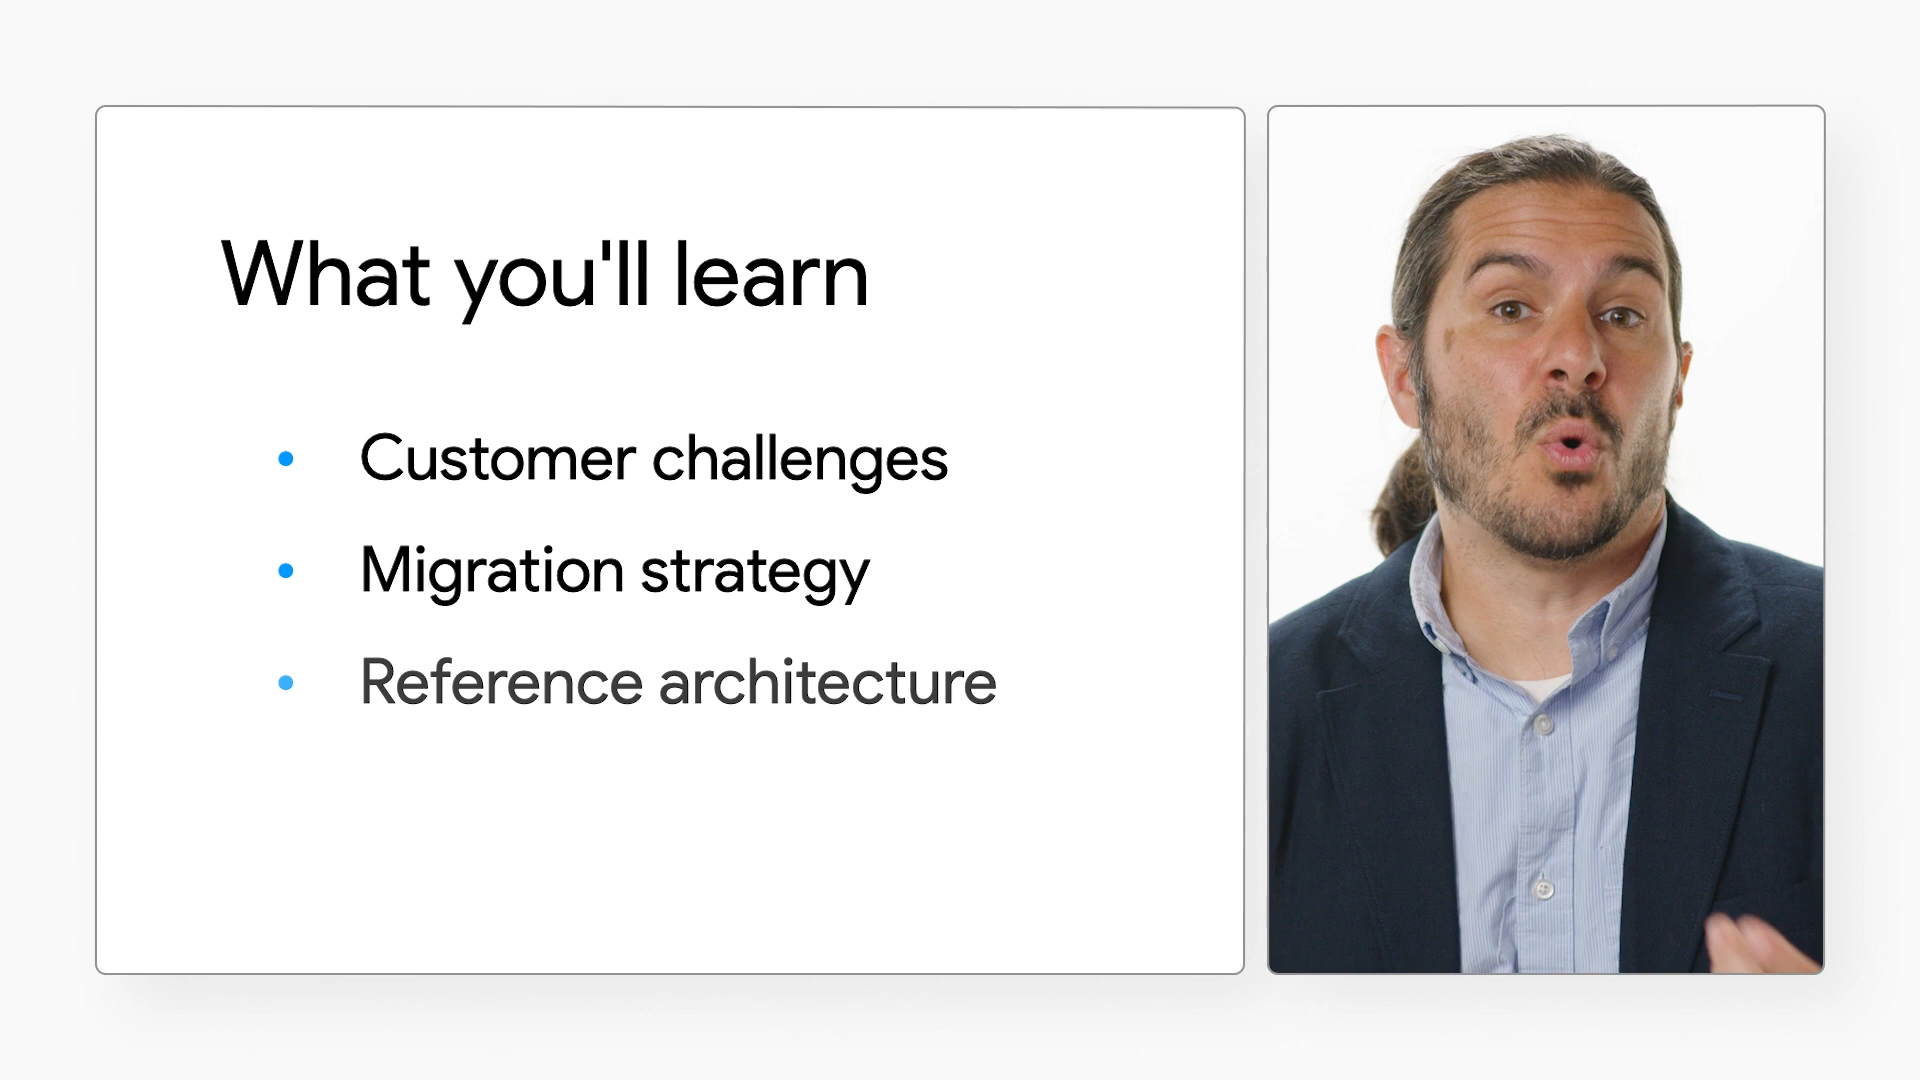 What you'll learn
• Customer challenges
• Migration strategy
• Reference architecture